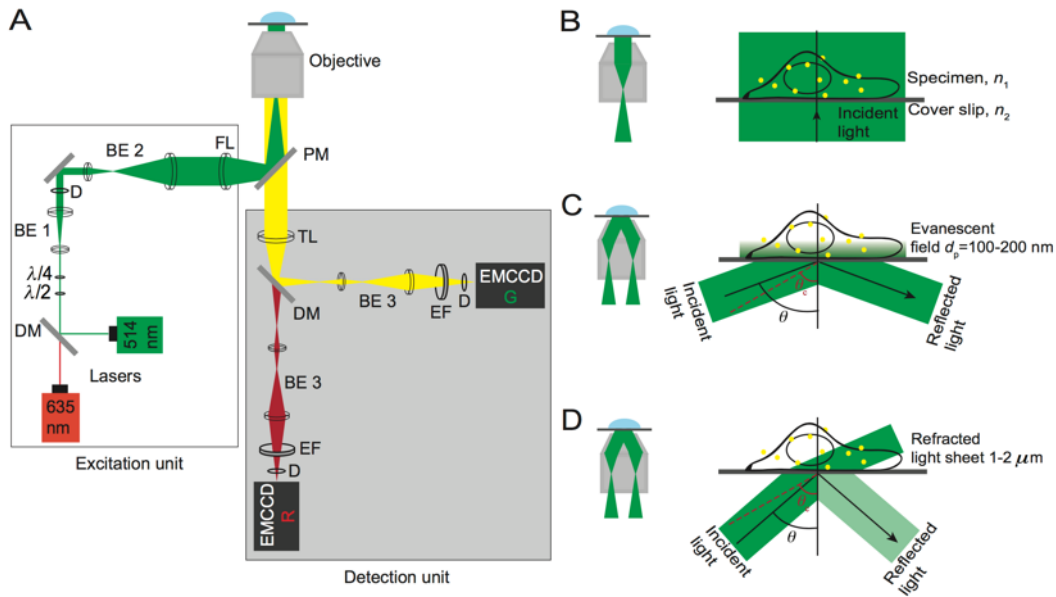 A
Objective
BE 2
FL
PM
D
BE 1
λ/4
λ/2
DM
514
nm
Lasers
635
nm
Excitation unit
TL
DM
BE 3
EF
D
EMCCD
G
BE 3
EF
D
EMCCD
R
Detection unit
B
Specimen, n1
Cover slip, n2
Incident
light
C
Evanescent
field dp=100-200 nm
Incident
light
θ
θc
Reflected
light
D
Refracted
light sheet 1-2 μm
Incident
light
θ
θc
Reflected
light